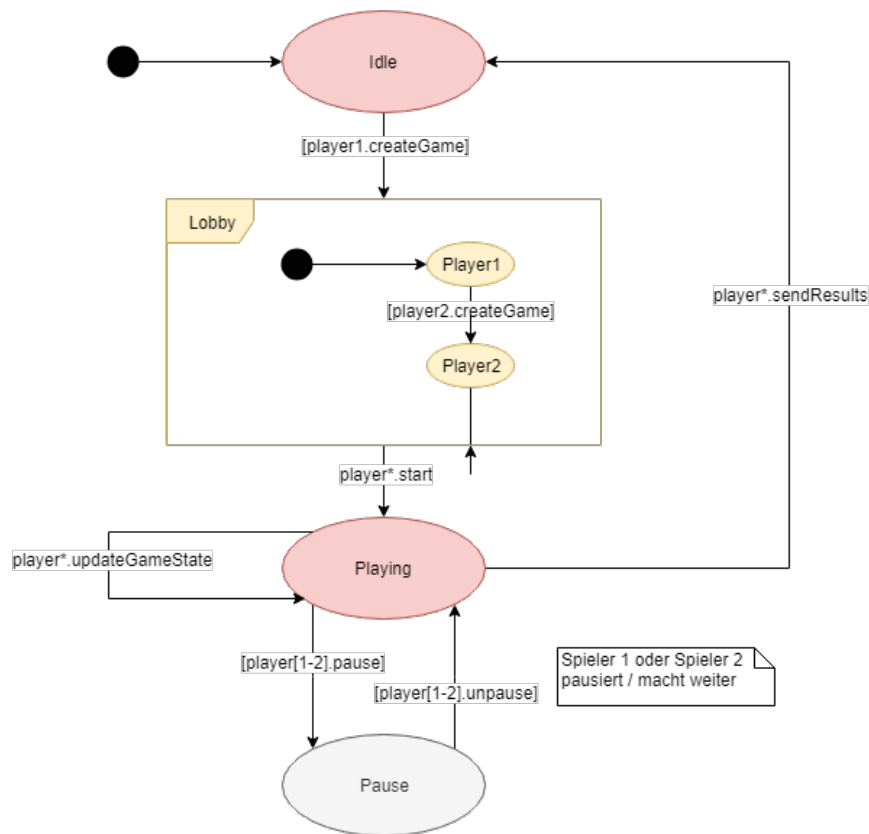 Idle
[player1.createGame]
Lobby
Player1
[player2.createGame]
player*.sendResults
Player2
player*.start
player*.updateGameState
Playing
[player[1-2].pause]
Spieler 1 oder Spieler 2
pausiert / macht weiter
[player[1-2].unpause]
Pause